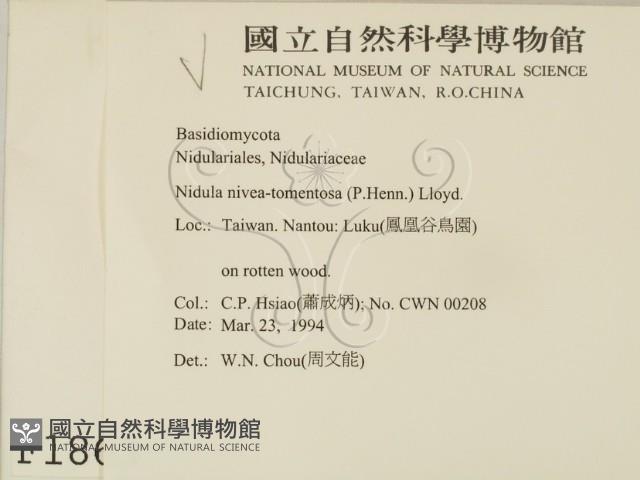 國立自然科學博物館
NATIONAL MUSEUM OF NATURAL SCIENCE
TAICHUNG, TAIWAN, R.O.CHINA
Basidiomycota
Nidulariales, Nidulariaceae
Nidula nivea-tomentosa (P.Henn.) Lloyd.
Loc.: Taiwan. Nantou: Luku(鳳凰谷鳥園)
on rotten wood.
Col.: C.P. Hsiao(蕭成炳); No. CWN 00208
Date: Mar. 23, 1994
Det.: W.N. Chou(周文能)
國立自然科學博物館
NATIONAL MUSEUM OF NATURAL SCIENCE